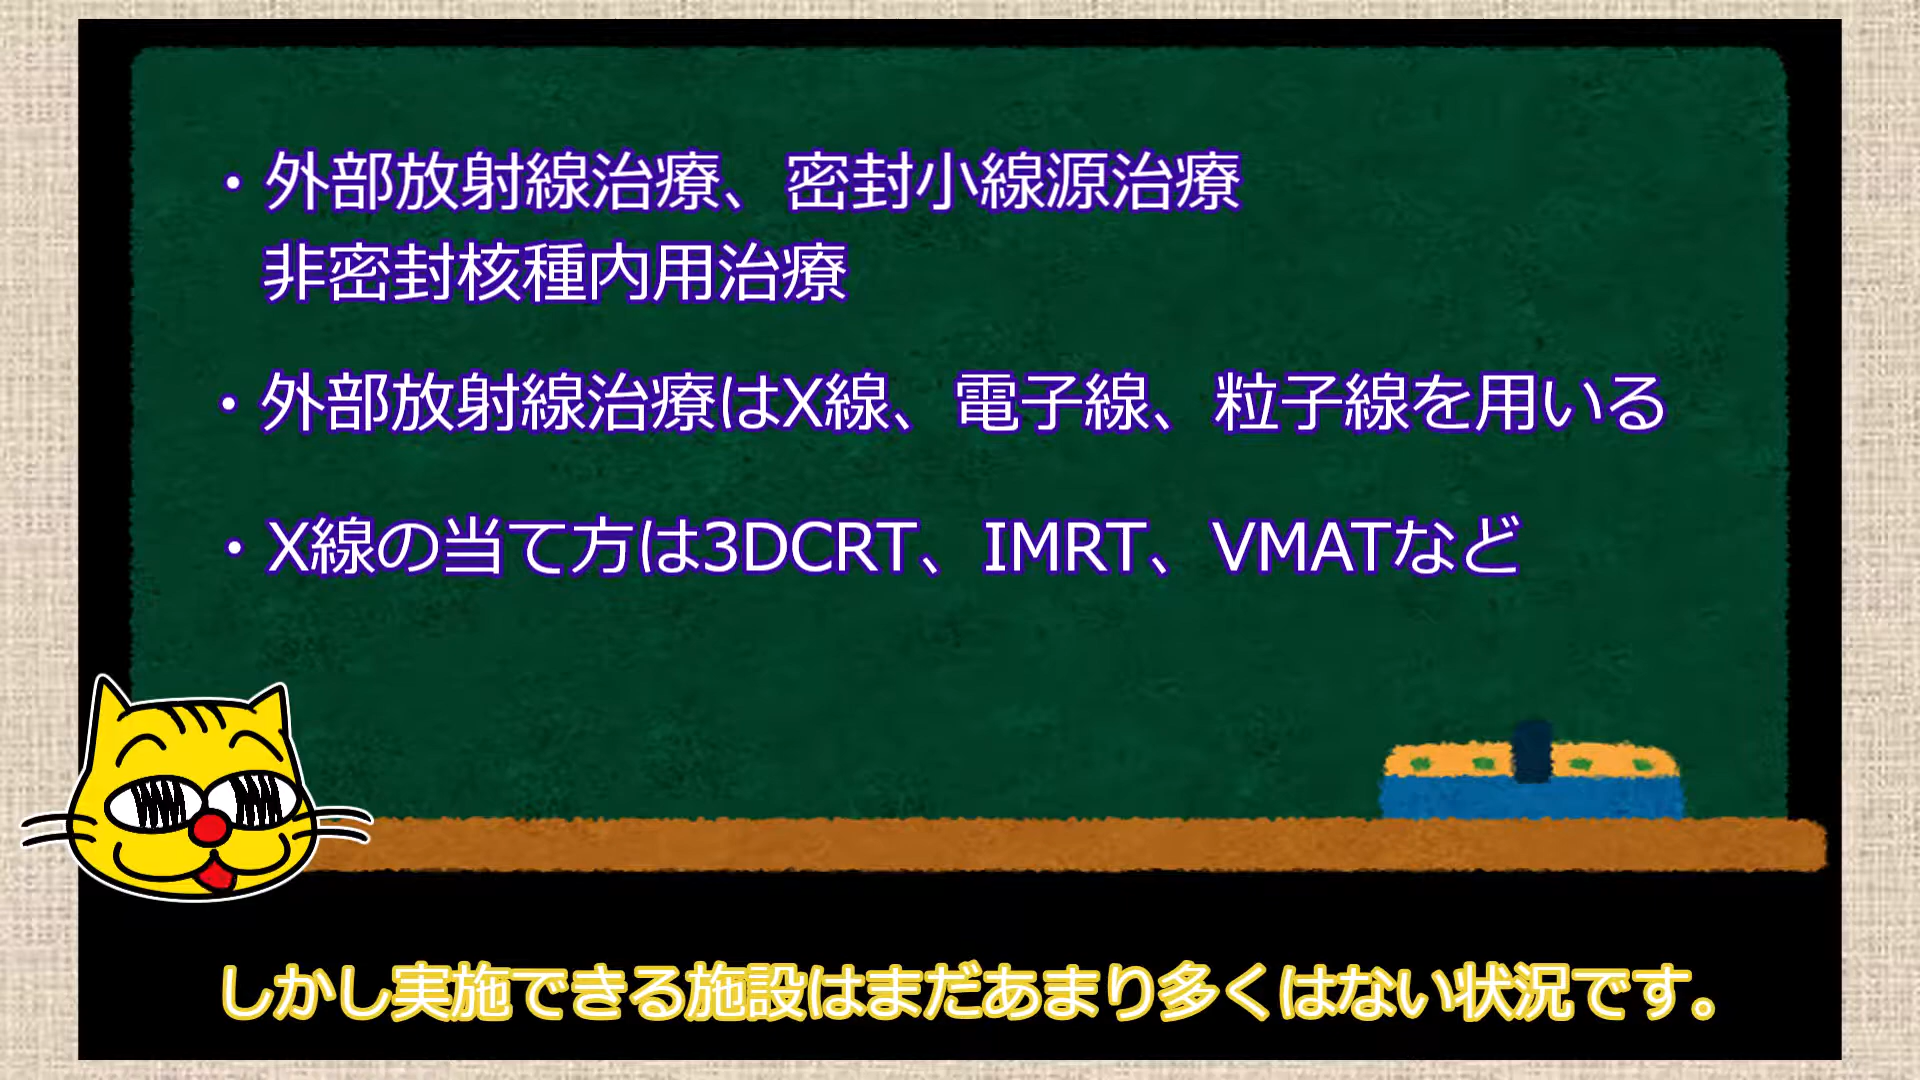 ・外部放射線治療、密封小線源治療
非密封核種内用治療
・外部放射線治療はX線、電子線、粒子線を用いる
・X線の当て方は3DCRT、IMRT、VMATなど
しかし実施できる施設はまだあまり多くはない状況です。